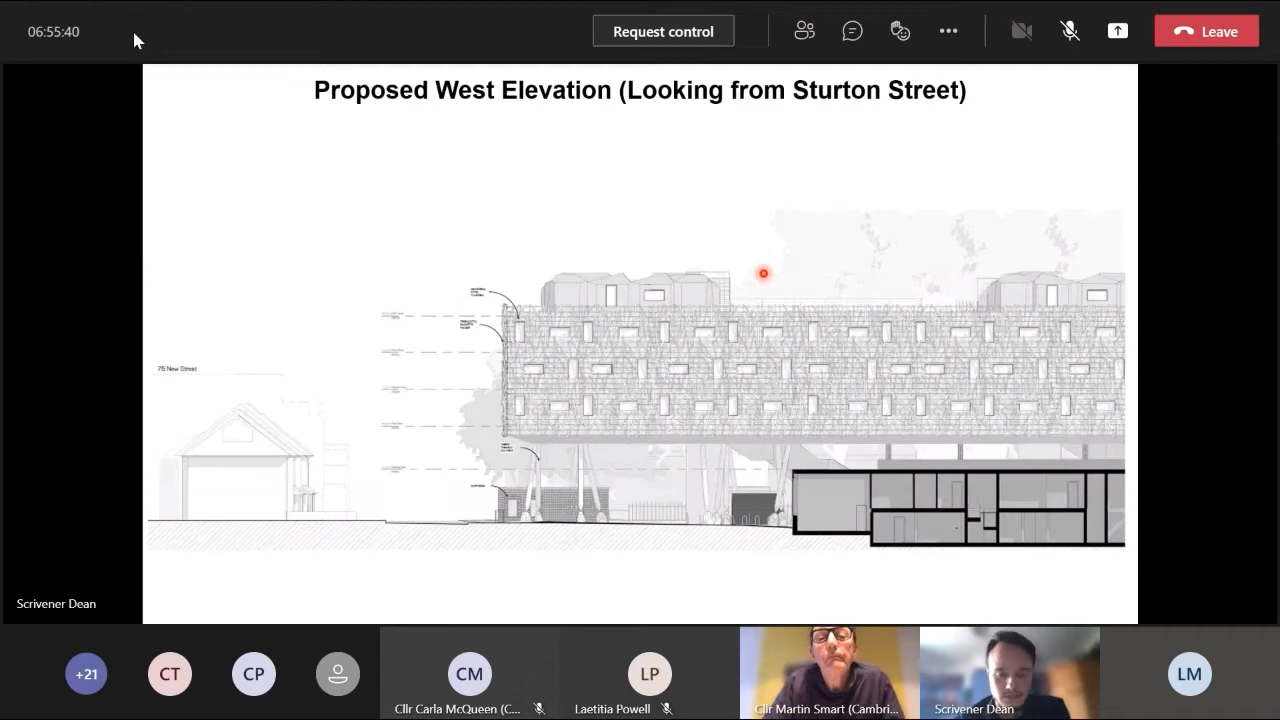 06:55:40
Request control
Leave
Proposed West Elevation (Looking from Sturton Street)
75 New Street
Scrivener Dean
+21
CT
CP
CM
LP
LM
Cllr Carla McQueen (C...
Laetitia Powell
Cllr Martin Smart (Cambri...
Scrivener Dean